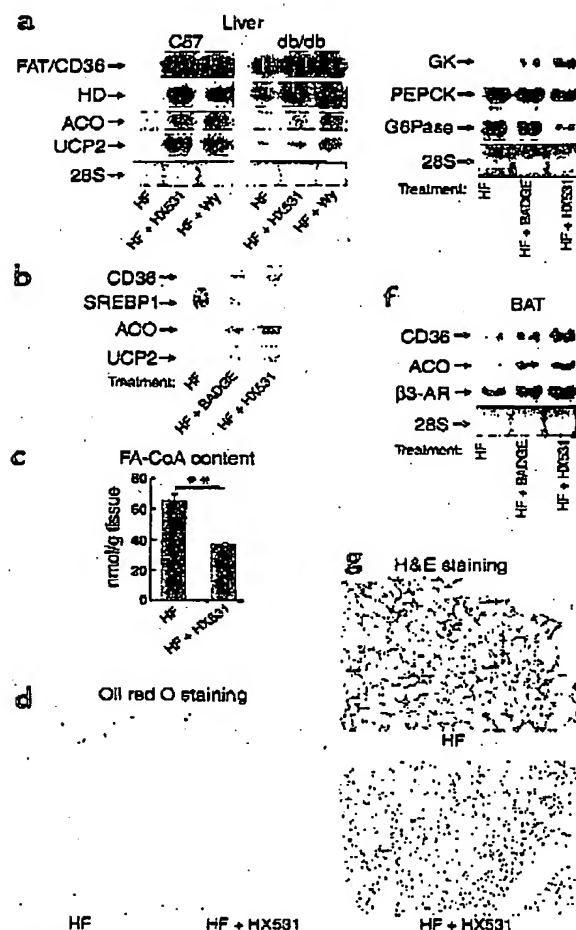 a
Liver
C57 db/db
FAT/CD36
HD
ACO
UCP2
28S
HF
HF + HX531
HF + Wy
HF
HF + HX531
HF + Wy
GK
PEPCK
G6Pase
28S
Treatment:
HF
HF + BADGE
HF + HX531
b
CD36
SREBP1
ACO
UCP2
Treatment:
HF
HF + BADGE
HF + HX531
f
BAT
CD36
ACO
β3-AR
28S
Treatment:
HF
HF + BADGE
HF + HX531
c
FA-CoA content
**
nmol/g tissue
80
60
40
20
0
HF
HF + HX531
d
Oil red O staining
HF
HF + HX531
H&E staining
HF
HF + HX531